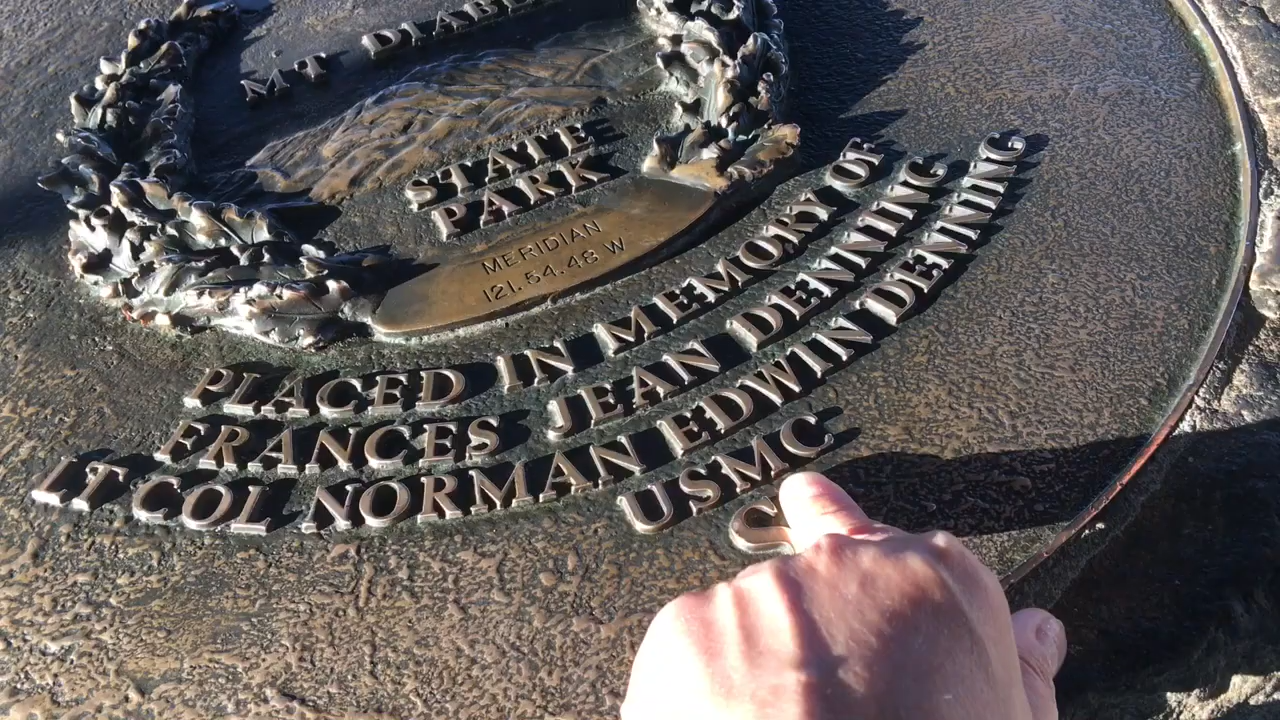 MT DIABL
STATE
PARK
MERIDIAN
121.54.48 W
PLACED IN MEMORY OF
FRANCES JEAN DENNING
LT COL NORMAN EDWIN DENNING
USMC